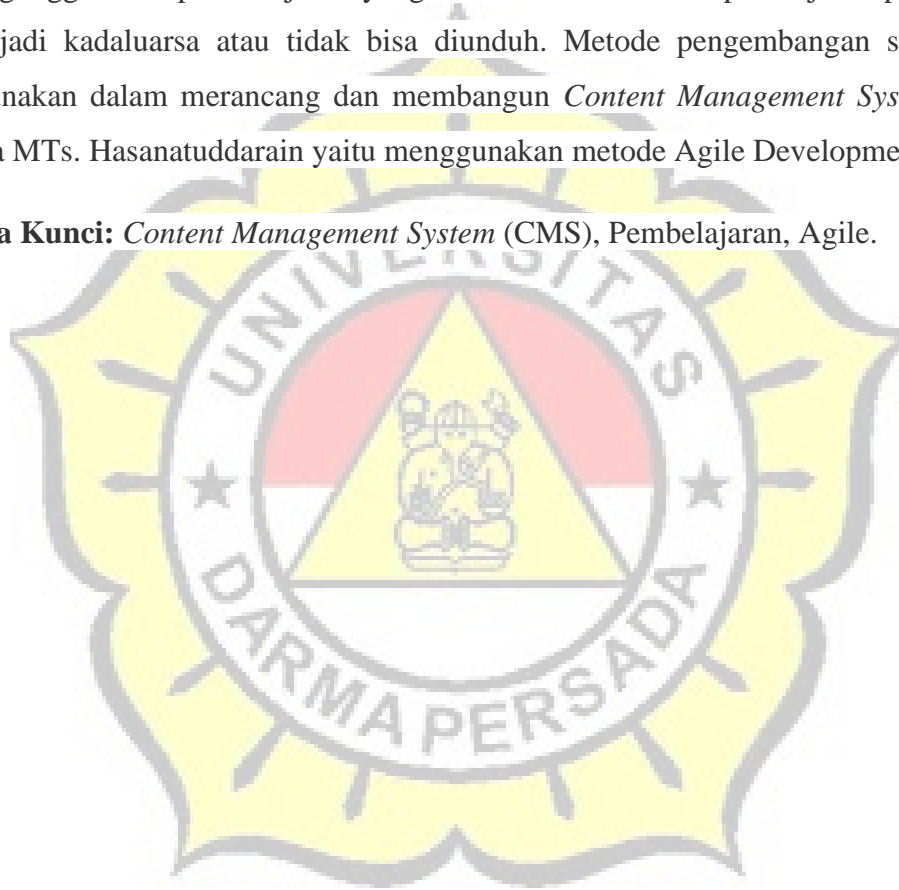 jadi kadaluarsa atau tidak bisa diunduh. Metode pengembangan s
nakan dalam merancang dan membangun Content Management Sys
a MTs. Hasanatuddarain yaitu menggunakan metode Agile Developme
a Kunci: Content Management System (CMS), Pembelajaran, Agile.
UNIVERSITAS
DARMA PERSADA